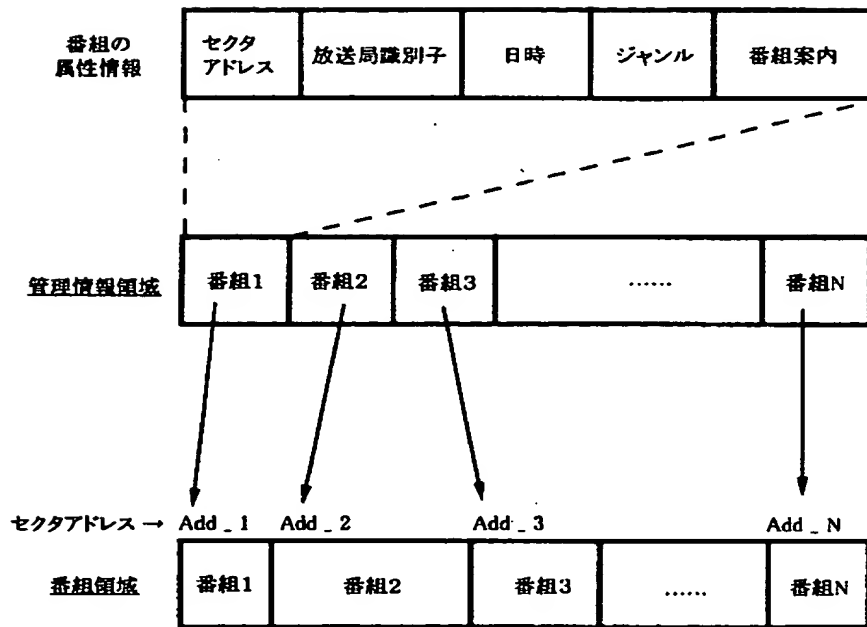 番組の
属性情報
セクタ
アドレス
放送局識別子
日時
ジャンル
番組案内
管理情報領域
番組1
番組2
番組3
……
番組N
セクタアドレス →
Add _ 1
Add _ 2
Add _ 3
Add _ N
番組領域
番組1
番組2
番組3
……
番組N